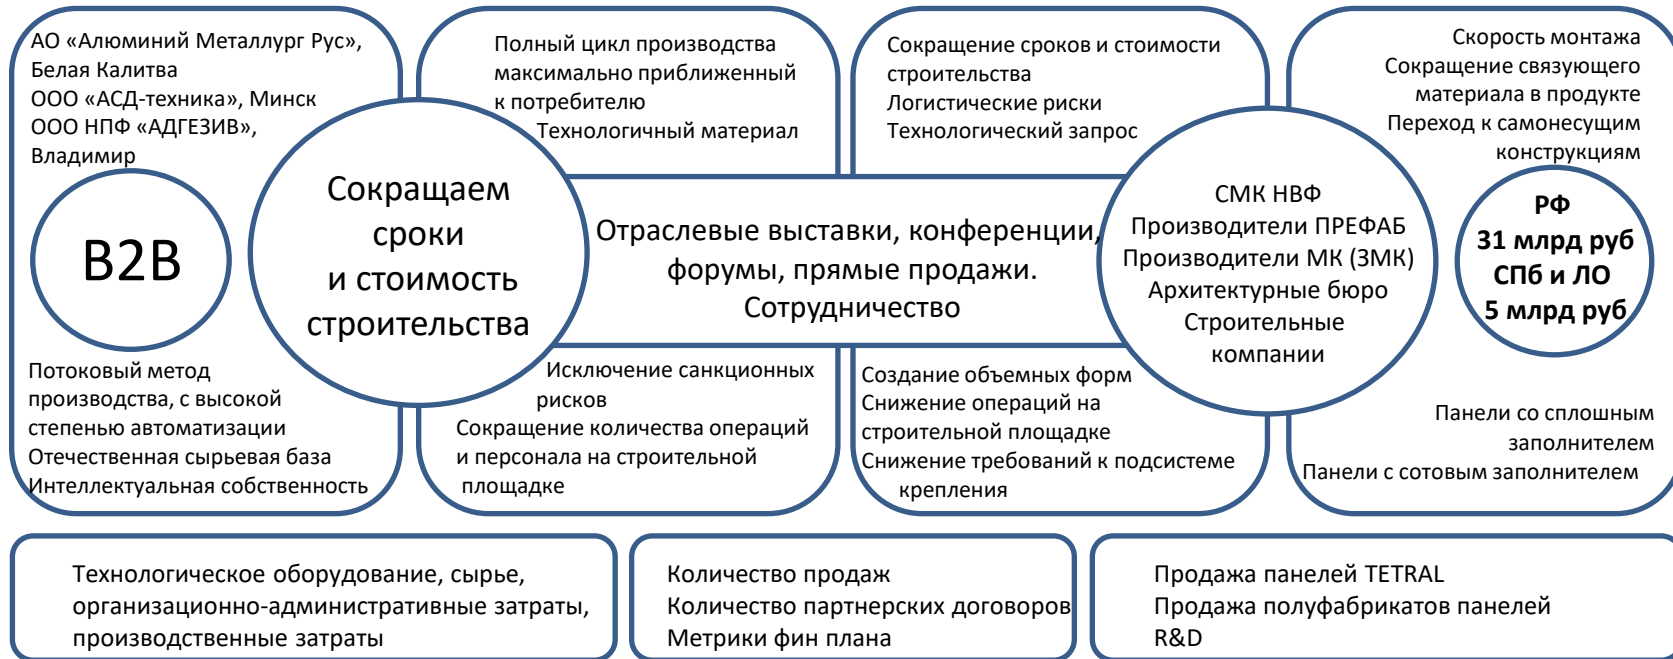 АО «Алюминий Металлург Рус»,
Белая Калитва
ООО «АСД-техника», Минск
ООО НПФ «АДГЕЗИВ»,
Владимир
B2B
Потоковый метод
производства, с высокой
степенью автоматизации
Отечественная сырьевая база
Интеллектуальная собственность
Сокращаем
сроки
и стоимость
строительства
Полный цикл производства
максимально приближенный
к потребителю
Технологичный материал
Исключение санкционных
рисков
Сокращение количества операций
и персонала на строительной
площадке
Отраслевые выставки, конференции,
форумы, прямые продажи.
Сотрудничество
Сокращение сроков и стоимости
строительства
Логистические риски
Технологический запрос
Создание объемных форм
Снижение операций на
строительной площадке
Снижение требований к подсистеме
крепления
СМК НВФ
Производители ПРЕФАБ
Производители МК (ЗМК)
Архитектурные бюро
Строительные
компании
Скорость монтажа
Сокращение связующего
материала в продукте
Переход к самонесущим
конструкциям
РФ
31 млрд руб
СПб и ЛО
5 млрд руб
Панели со сплошным
заполнителем
Панели с сотовым заполнителем
Технологическое оборудование, сырье,
организационно-административные затраты,
производственные затраты
Количество продаж
Количество партнерских договоров
Метрики фин плана
Продажа панелей TETRAL
Продажа полуфабрикатов панелей
R&D